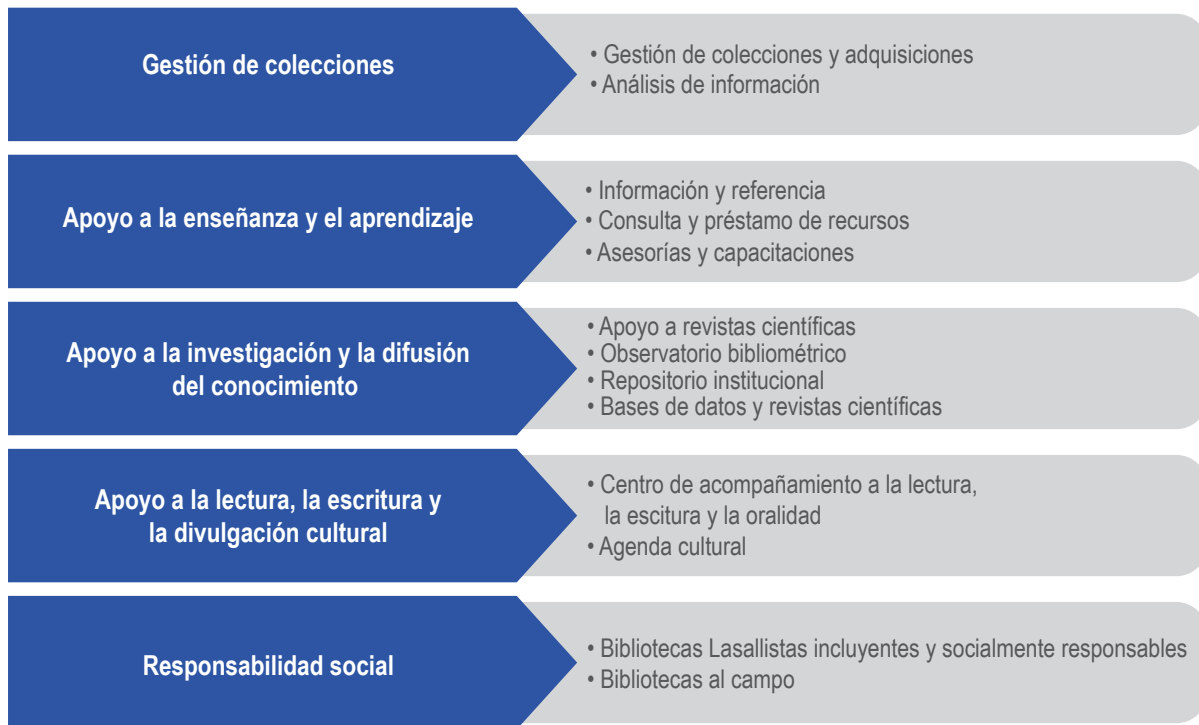 Gestión de colecciones
• Gestión de colecciones y adquisiciones
• Análisis de información
Apoyo a la enseñanza y el aprendizaje
• Información y referencia
• Consulta y préstamo de recursos
• Asesorías y capacitaciones
Apoyo a la investigación y la difusión
del conocimiento
• Apoyo a revistas científicas
• Observatorio bibliométrico
• Repositorio institucional
• Bases de datos y revistas científicas
Apoyo a la lectura, la escritura y
la divulgación cultural
• Centro de acompañamiento a la lectura,
la escitura y la oralidad
• Agenda cultural
Responsabilidad social
• Bibliotecas Lasallistas incluyentes y socialmente responsables
• Bibliotecas al campo